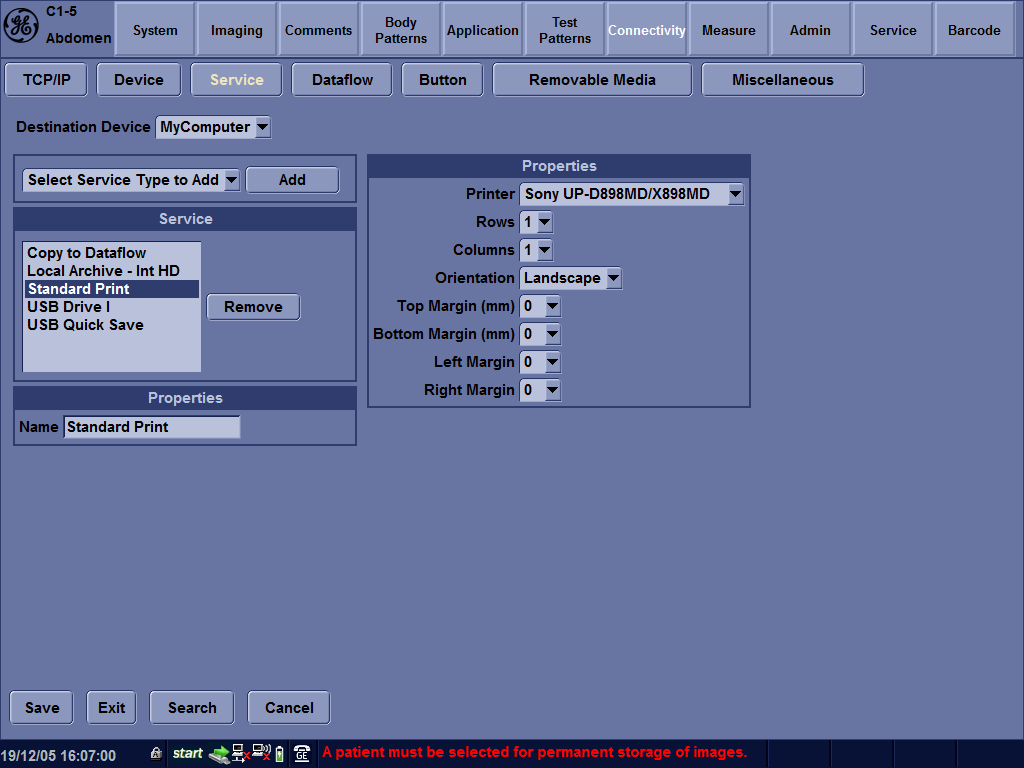 C1-5
Abdomen
System
Imaging
Comments
Body
Patterns
Application
Test
Patterns
Connectivity
Measure
Admin
Service
Barcode
TCP/IP
Device
Service
Dataflow
Button
Removable Media
Miscellaneous
Destination Device MyComputer
Select Service Type to Add
Add
Service
Copy to Dataflow
Local Archive - Int HD
Standard Print
USB Drive I
USB Quick Save
Remove
Properties
Name Standard Print
Properties
Printer Sony UP-D898MD/X898MD
Rows 1
Columns 1
Orientation Landscape
Top Margin (mm) 0
Bottom Margin (mm) 0
Left Margin 0
Right Margin 0
Save
Exit
Search
Cancel
19/12/05 16:07:00
start
GE
A patient must be selected for permanent storage of images.